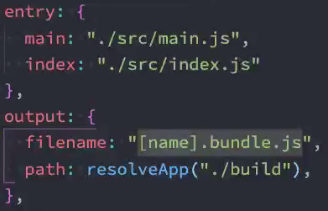 entry: {
main: "./src/main.js",
index: "./src/index.js"
},
output: {
filename: "[name].bundle.js",
path: resolveApp("./build"),
},